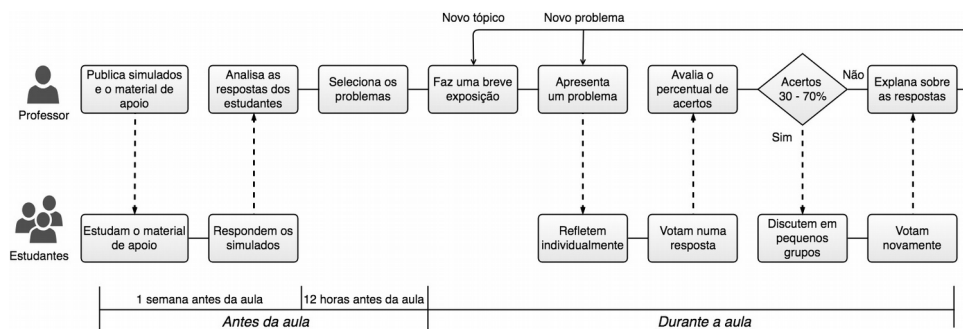 Novo tópico
Novo problema
Publica simulados
e o material de
apoio
Analisa as
respostas dos
estudantes
Seleciona os
problemas
Faz uma breve
exposição
Apresenta
um problema
Avalia o
percentual de
acertos
Acertos
30 - 70%
Não
Explana sobre
as respostas
Professor
Sim
Estudam o material
de apoio
Respondem os
simulados
Refletem
individualmente
Votam numa
resposta
Discutem em
pequenos
grupos
Votam
novamente
Estudantes
1 semana antes da aula
12 horas antes da aula
Antes da aula
Durante a aula